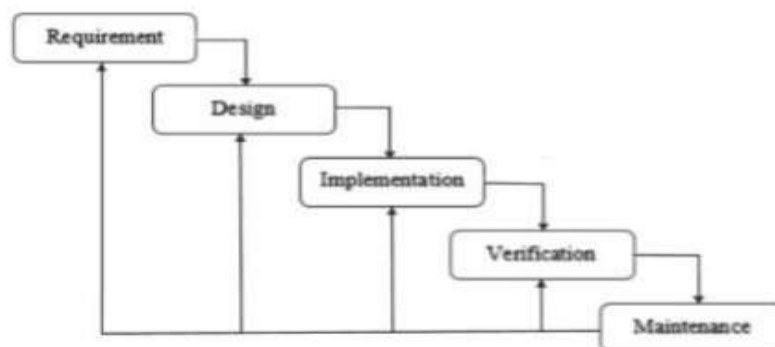 Requirement
Design
Implementation
Verification
Maintenance